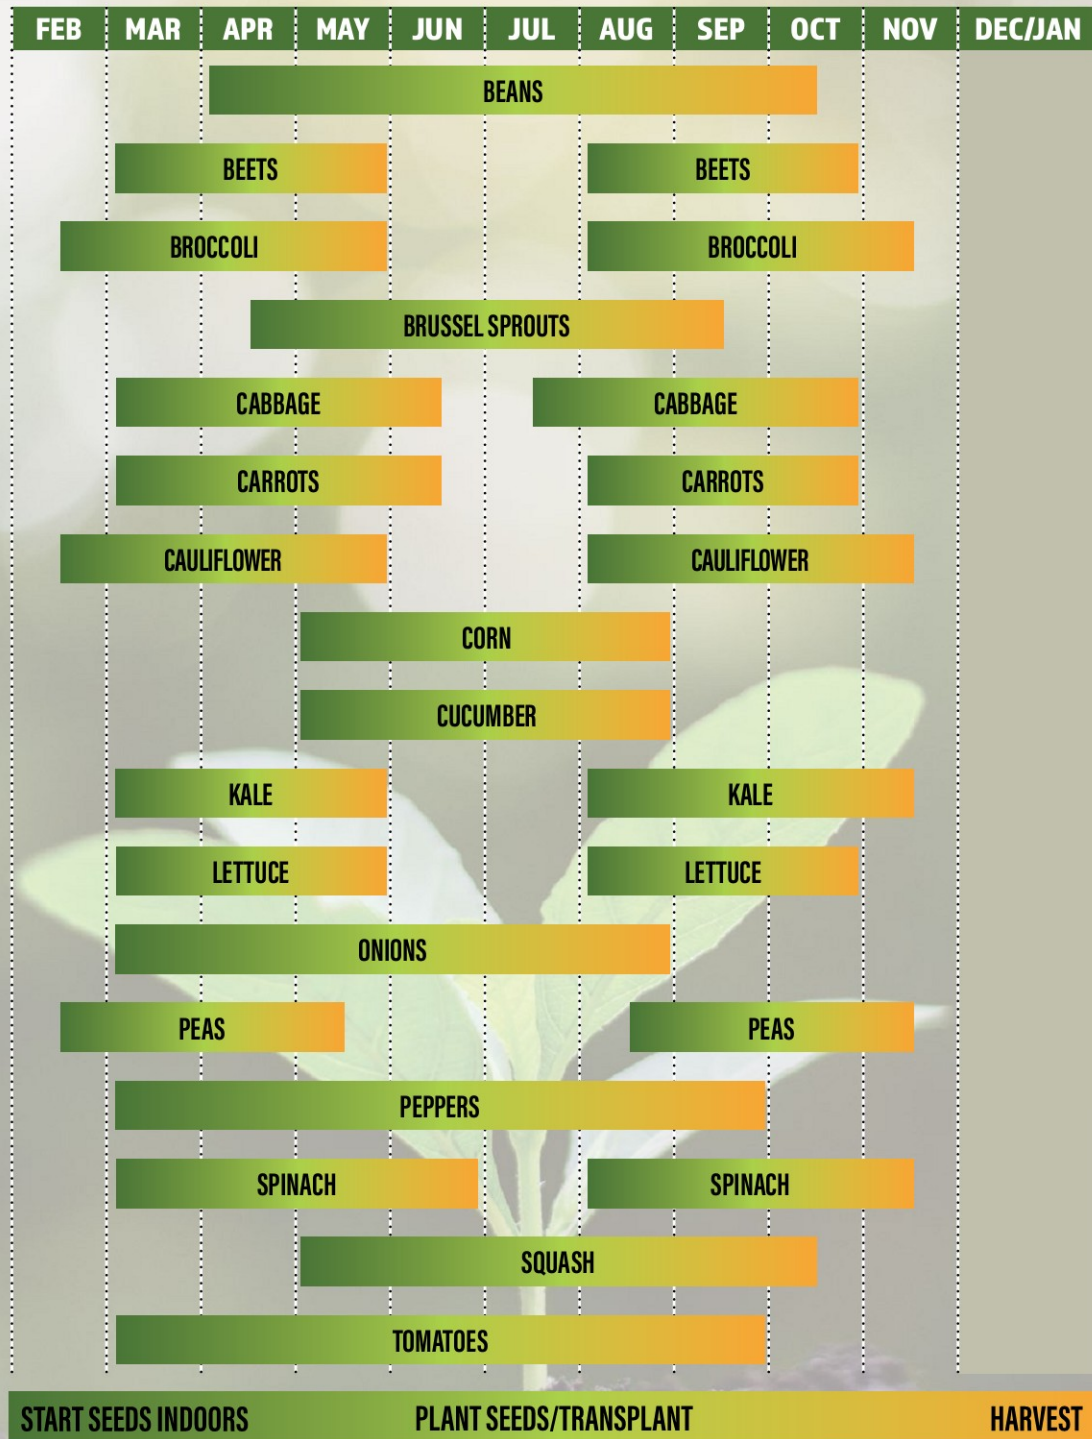 FEB MAR APR MAY JUN JUL AUG SEP OCT NOV DEC/JAN
BEANS
BEETS BEETS
BROCCOLI BROCCOLI
BRUSSEL SPROUTS
CABBAGE CABBAGE
CARROTS CARROTS
CAULIFLOWER CAULIFLOWER
CORN
CUCUMBER
KALE KALE
LETTUCE LETTUCE
ONIONS
PEAS PEAS
PEPPERS
SPINACH SPINACH
SQUASH
TOMATOES
START SEEDS INDOORS PLANT SEEDS/TRANSPLANT HARVEST